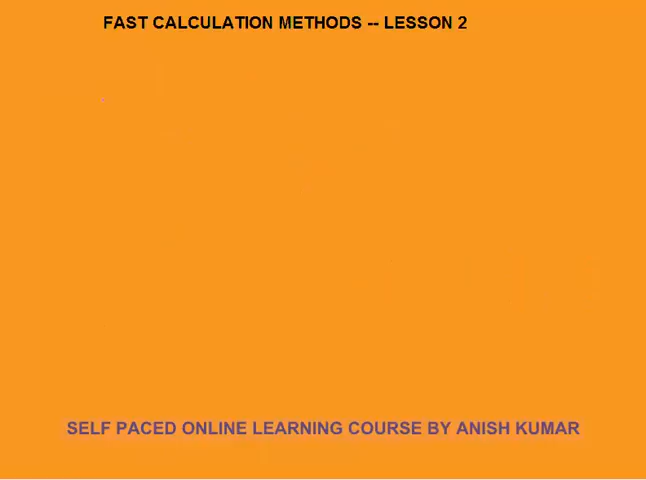 FAST CALCULATION METHODS -- LESSON 2
SELF PACED ONLINE LEARNING COURSE BY ANISH KUMAR